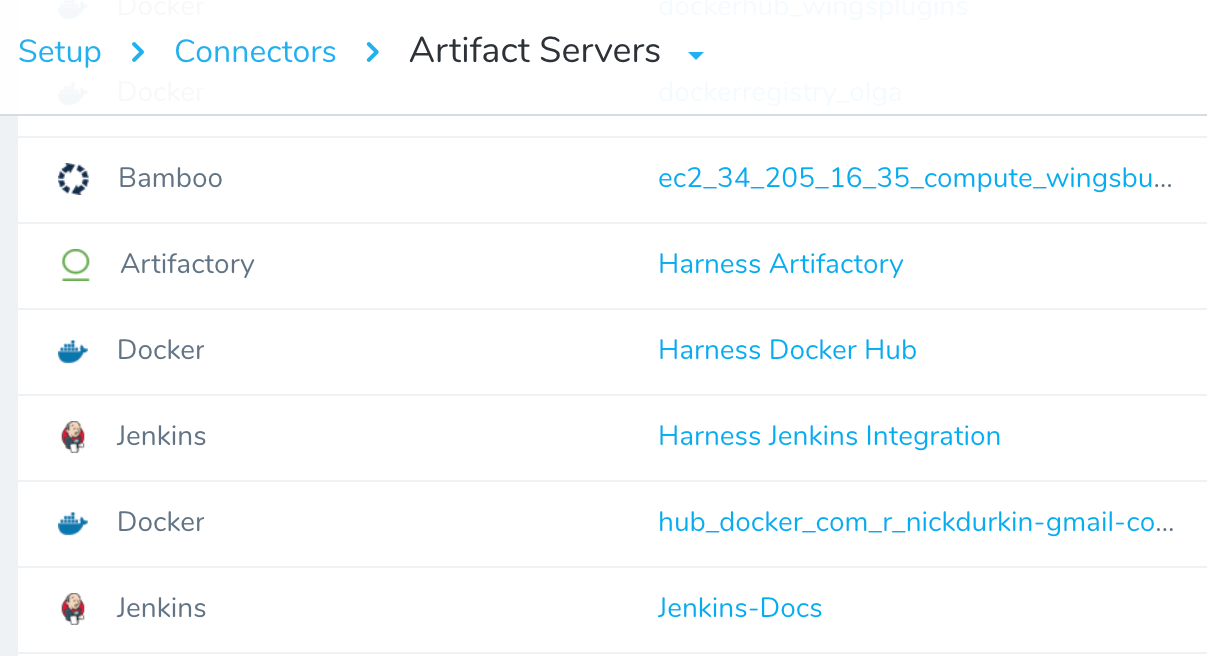 Docker dockerhub_wingsplugins
Setup Connectors Artifact Servers
Docker dockerregistry_olga
Bamboo ec2_34_205_16_35_compute_wingsbu...
Artifactory Harness Artifactory
Docker Harness Docker Hub
Jenkins Harness Jenkins Integration
Docker hub_docker_com_r_nickdurkin-gmail-co...
Jenkins Jenkins-Docs